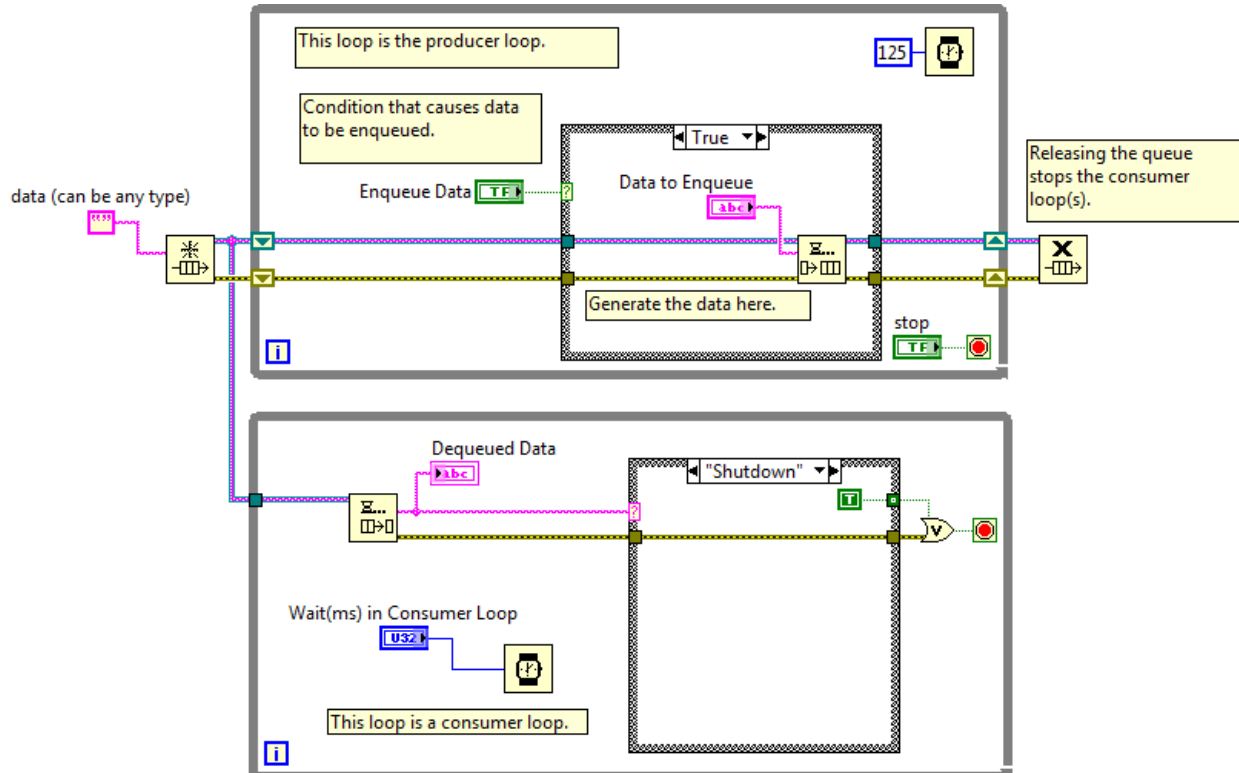 This loop is the producer loop.
125
Condition that causes data
to be enqueued.
True
Releasing the queue
stops the consumer
loop(s).
Enqueue Data
TF
?
Data to Enqueue
abc
data (can be any type)
""
Generate the data here.
stop
TF
i
Dequeued Data
abc
"Shutdown"
T
?
V
Wait(ms) in Consumer Loop
U32
This loop is a consumer loop.
i